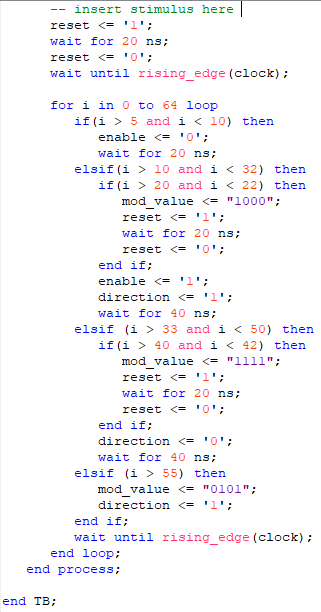 -- insert stimulus here
reset <= '1';
wait for 20 ns;
reset <= '0';
wait until rising_edge(clock);

for i in 0 to 64 loop
if(i > 5 and i < 10) then
enable <= '0';
wait for 20 ns;
elsif(i > 10 and i < 32) then
if(i > 20 and i < 22) then
mod_value <= "1000";
reset <= '1';
wait for 20 ns;
reset <= '0';
end if;
enable <= '1';
direction <= '1';
wait for 40 ns;
elsif (i > 33 and i < 50) then
if(i > 40 and i < 42) then
mod_value <= "1111";
reset <= '1';
wait for 20 ns;
reset <= '0';
end if;
direction <= '0';
wait for 40 ns;
elsif (i > 55) then
mod_value <= "0101";
direction <= '1';
end if;
wait until rising_edge(clock);
end loop;
end process;

end TB;